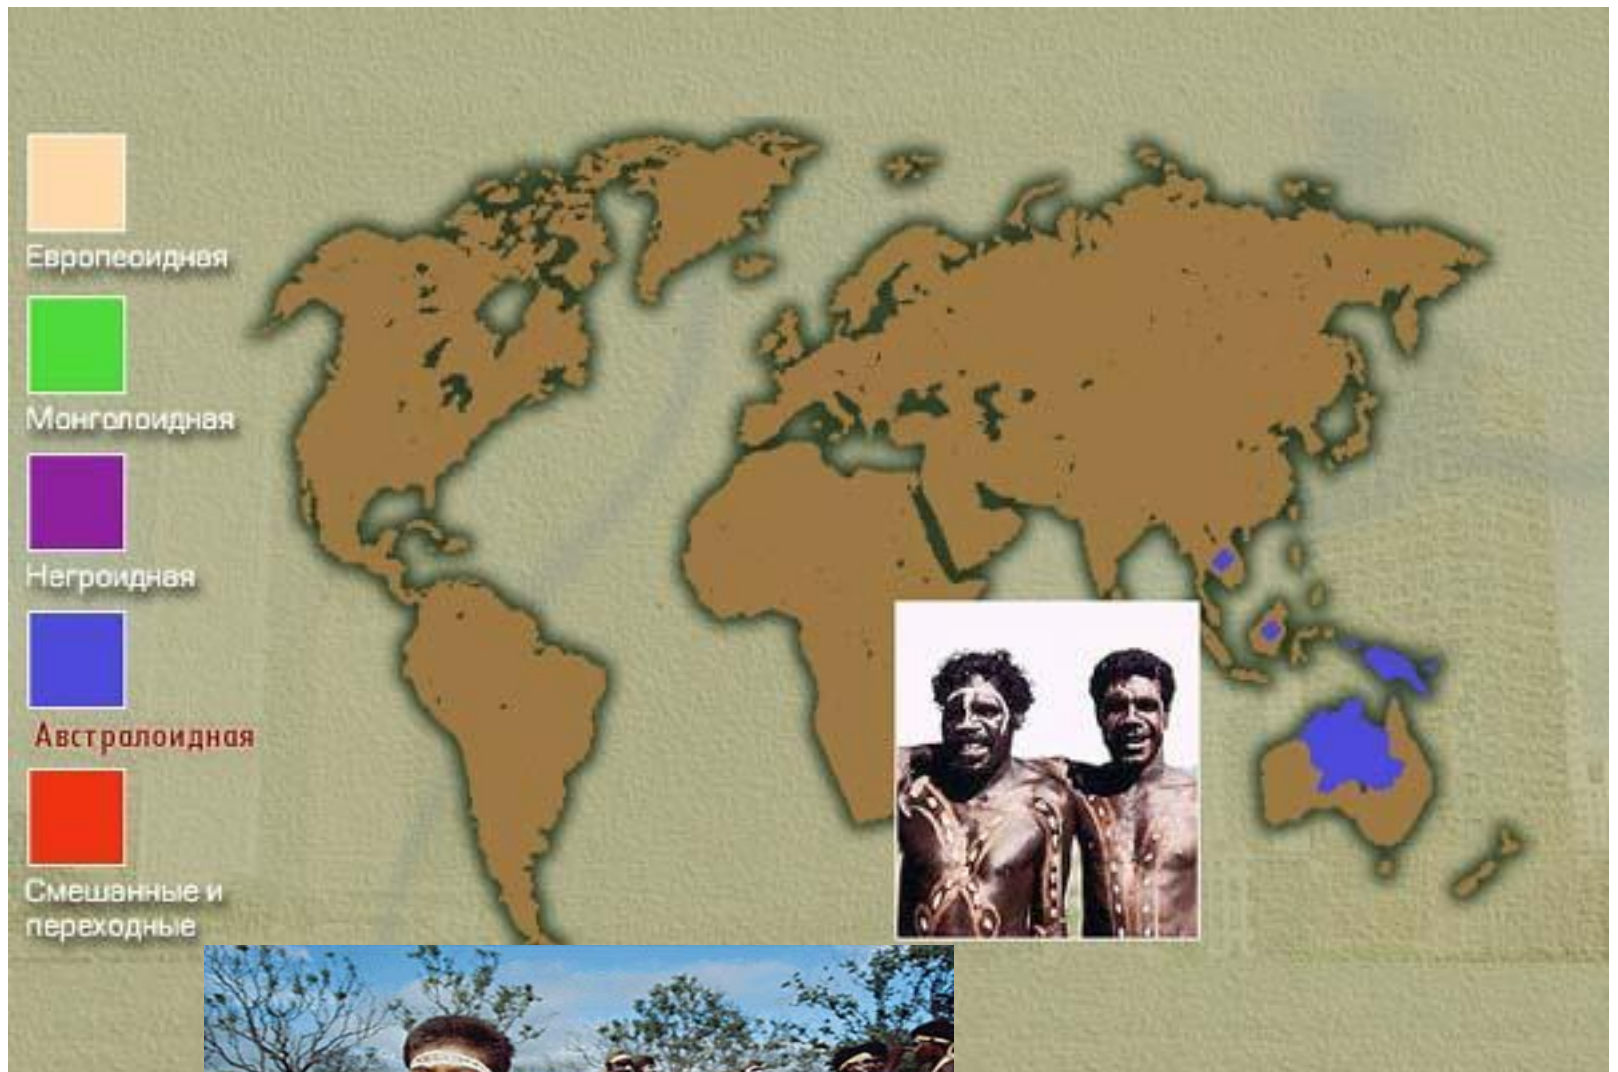 Европеоидная
Монголоидная
Негроидная
Австралоидная
Смешанные и
переходные